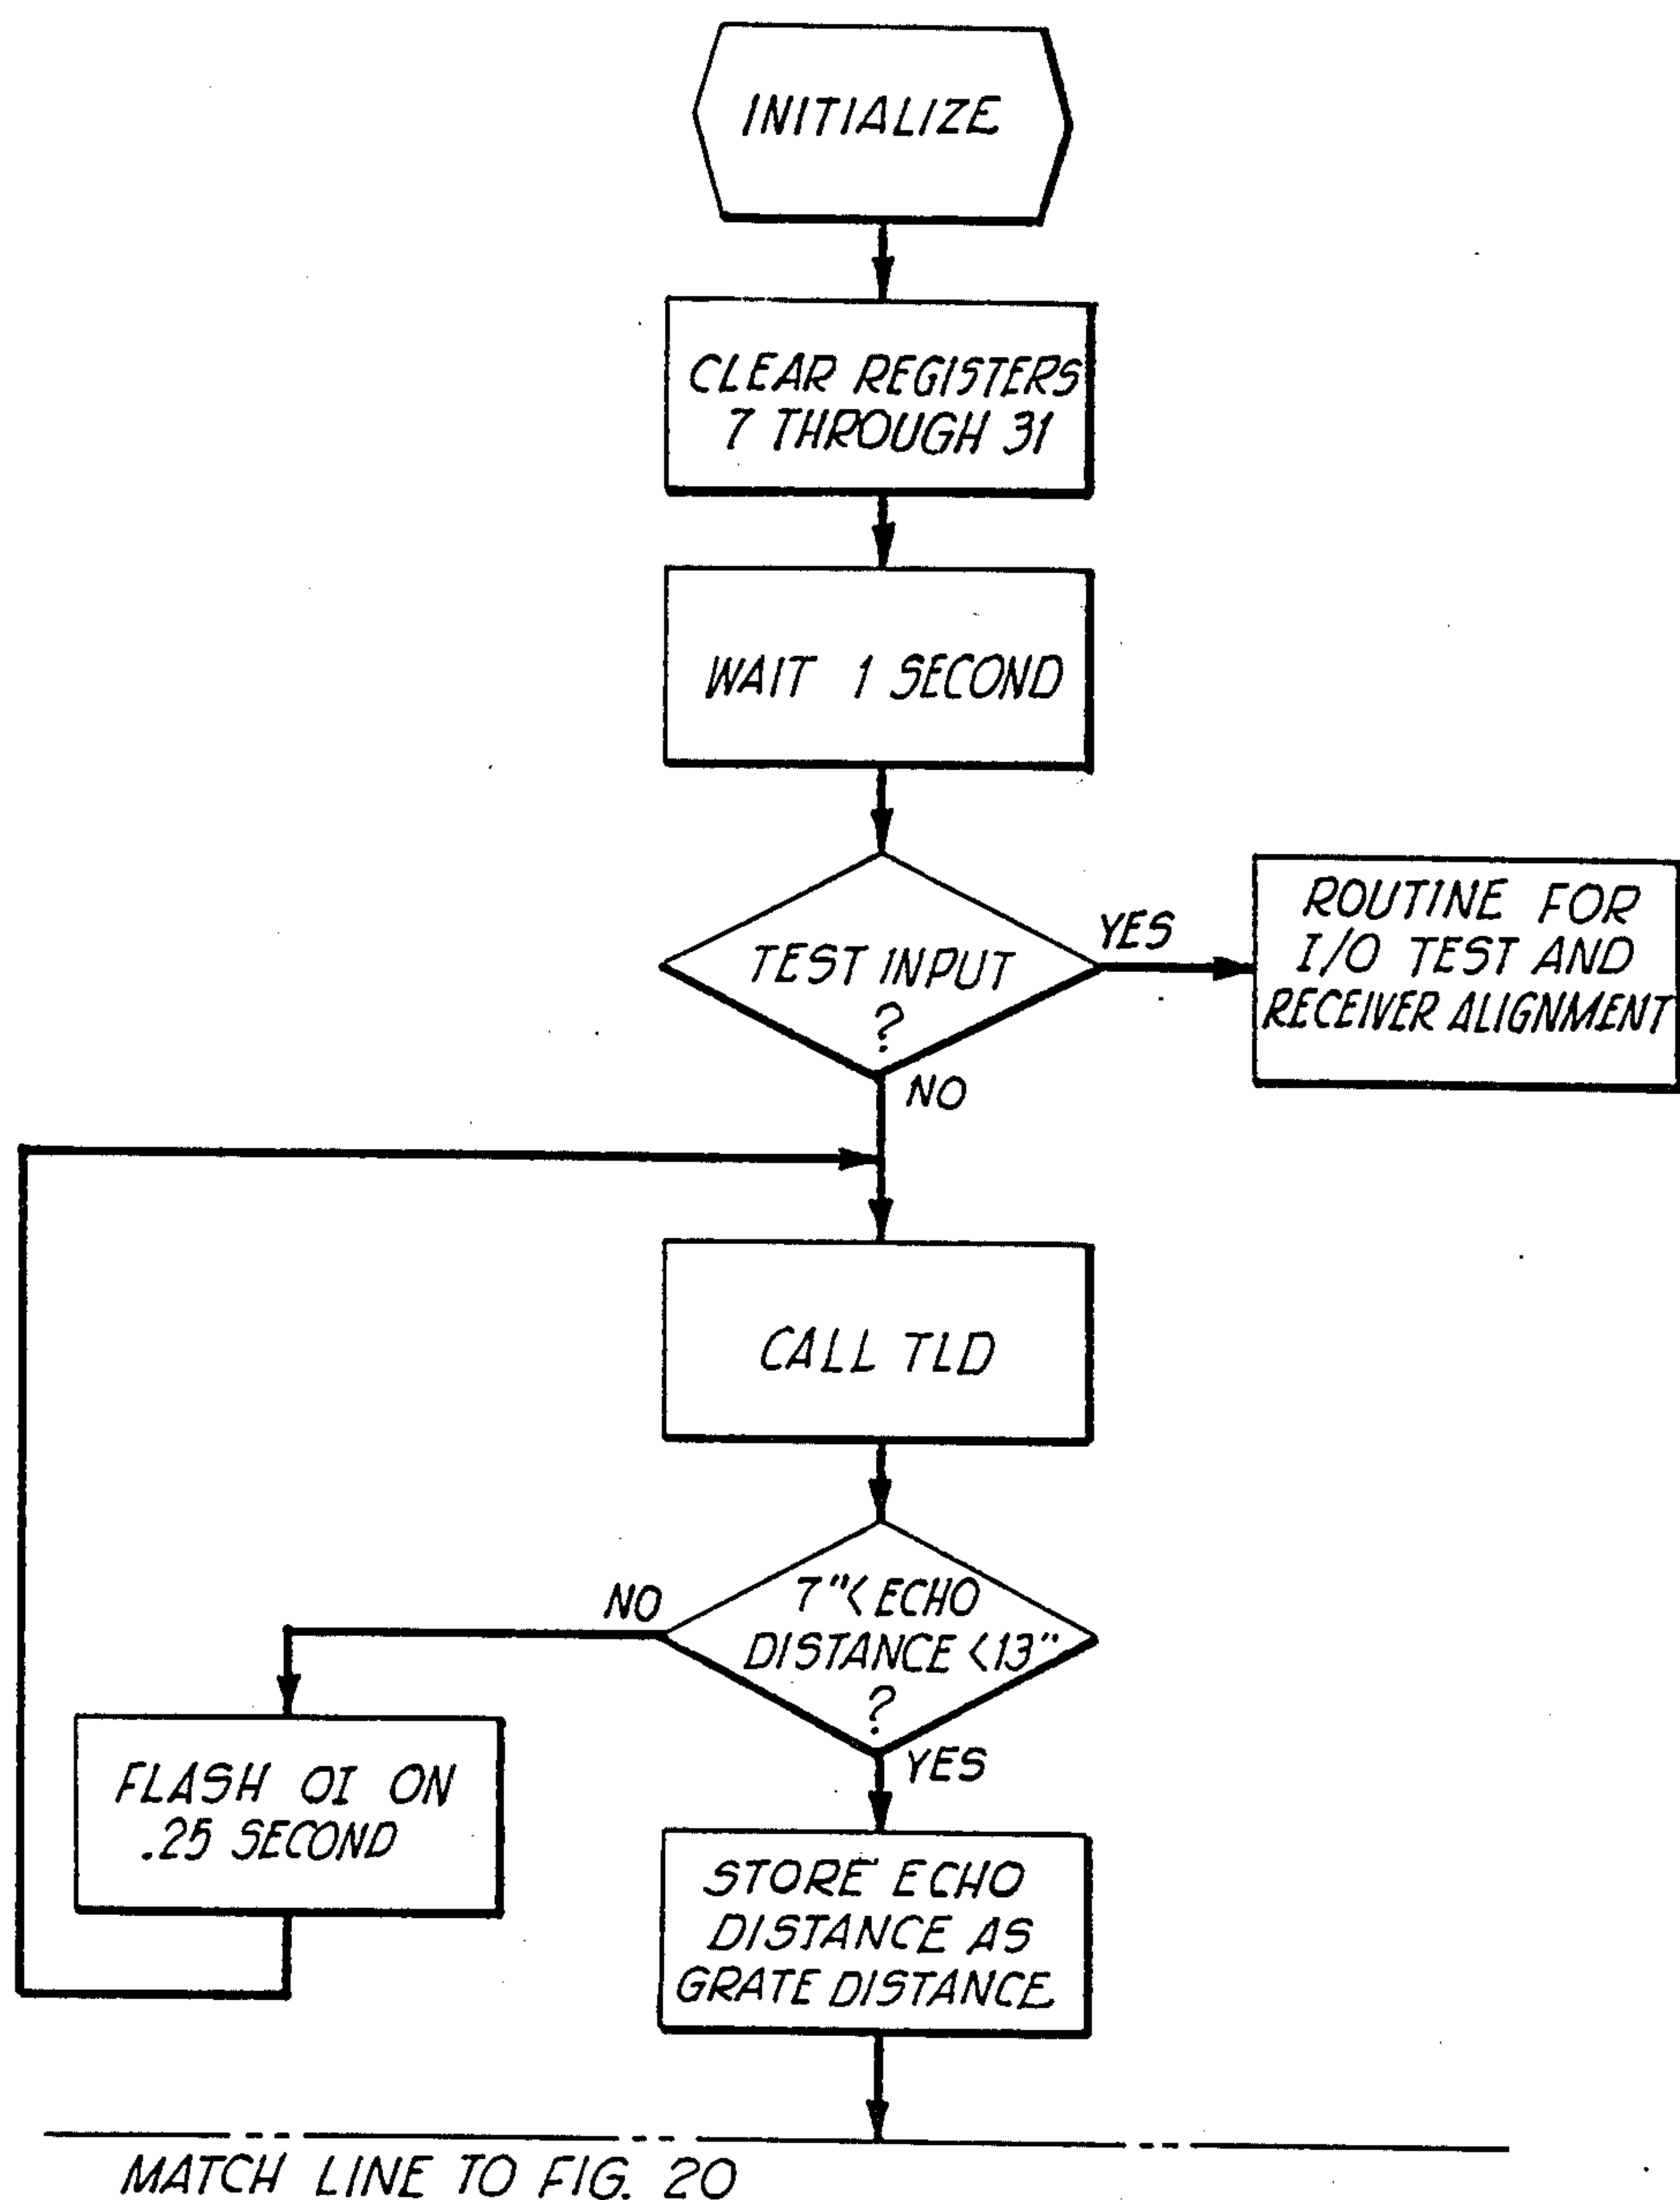 INITIALIZE
CLEAR REGISTERS
7 THROUGH 31
WAIT 1 SECOND
TEST INPUT
?
YES
ROUTINE FOR
I/O TEST AND
RECEIVER ALIGNMENT
NO
CALL TLD
7"< ECHO
DISTANCE <13"
?
NO
YES
FLASH OI ON
.25 SECOND
STORE ECHO
DISTANCE AS
GRATE DISTANCE
MATCH LINE TO FIG. 20